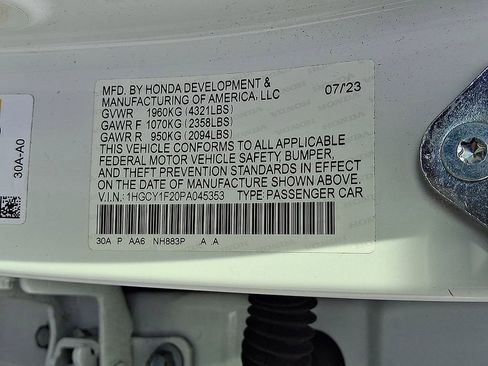 MFD. BY HONDA DEVELOPMENT &
MANUFACTURING OF AMERICA, LLC 07/23
GVWR 1960KG (4321LBS)
GAWR F 1070KG (2358LBS)
GAWR R 950KG (2094LBS)
THIS VEHICLE CONFORMS TO ALL APPLICABLE
FEDERAL MOTOR VEHICLE SAFETY, BUMPER,
AND THEFT PREVENTION STANDARDS IN EFFECT
ON THE DATE OF MANUFACTURE SHOWN ABOVE.
V.I.N.: 1HGCY1F20PA045353 TYPE PASSENGER CAR
30A P AA6 NH883P A A
30A-A0